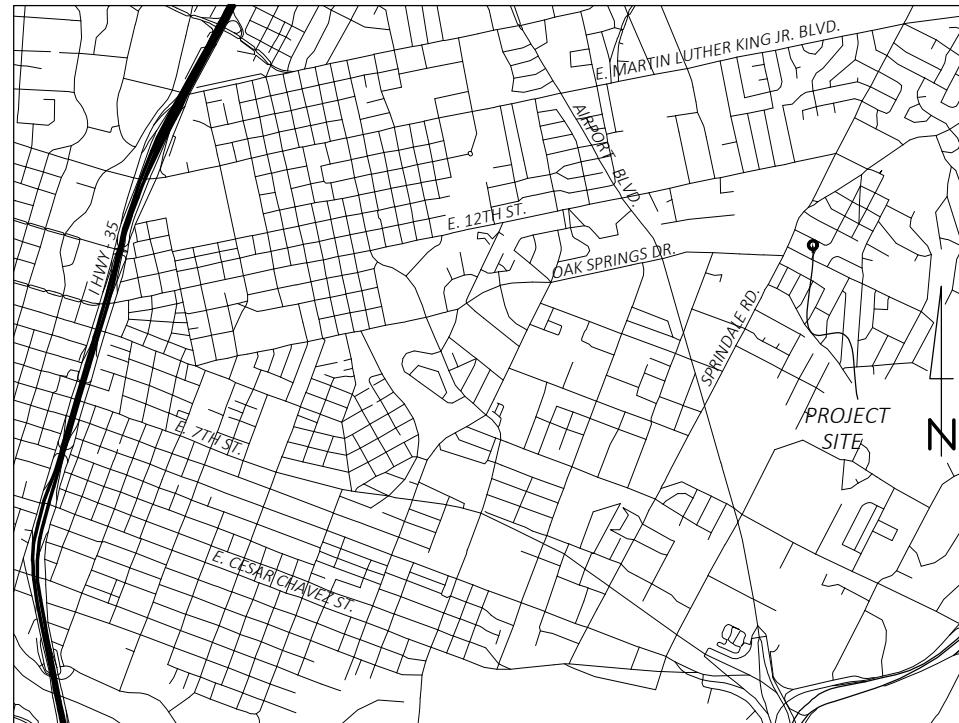 E. MARTIN LUTHER KING JR. BLVD.
AIRPORT BLVD.
E. 12TH ST.
I HWY - 35
OAK SPRINGS DR.
SPRINDALE RD.
PROJECT
SITE
N
E. 7TH ST.
E. CESAR CHAVEZ ST.